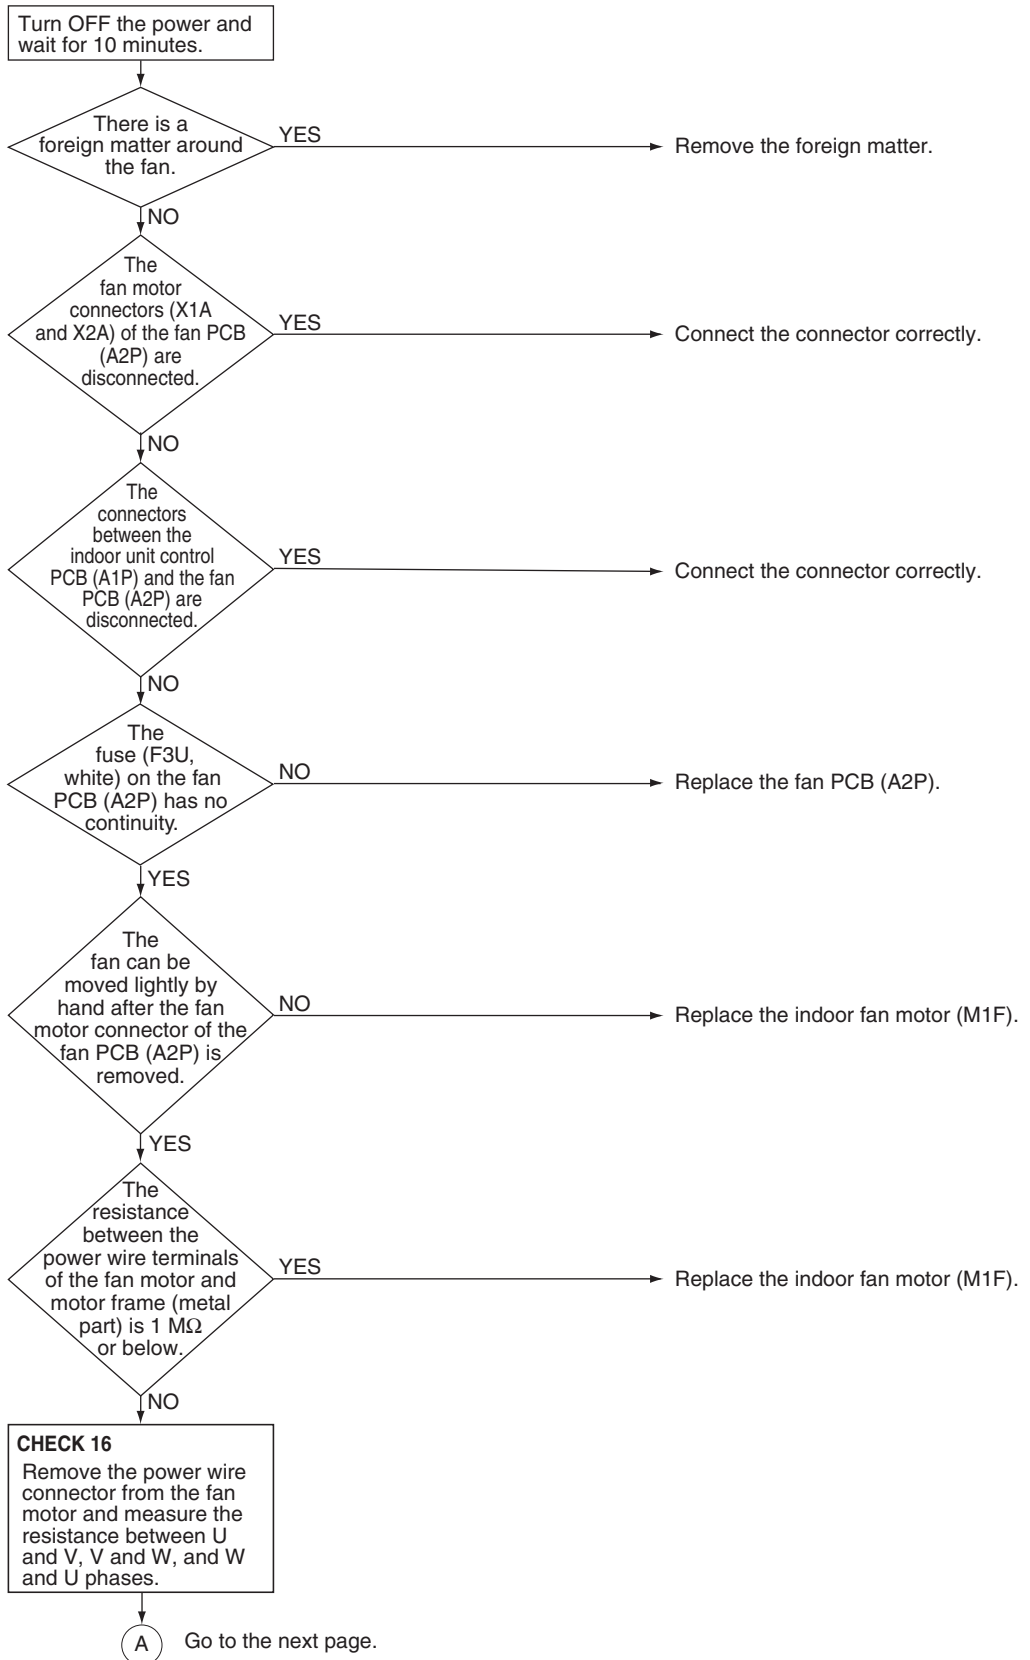 Turn OFF the power and
wait for 10 minutes.
There is a
foreign matter around
the fan.
YES
Remove the foreign matter.
NO
The
fan motor
connectors (X1A
and X2A) of the fan PCB
(A2P) are
disconnected.
YES
Connect the connector correctly.
NO
The
connectors
between the
indoor unit control
PCB (A1P) and the fan
PCB (A2P) are
disconnected.
YES
Connect the connector correctly.
NO
The
fuse (F3U,
white) on the fan
PCB (A2P) has no
continuity.
NO
Replace the fan PCB (A2P).
YES
The
fan can be
moved lightly by
hand after the fan
motor connector of the
fan PCB (A2P) is
removed.
NO
Replace the indoor fan motor (M1F).
YES
The
resistance
between the
power wire terminals
of the fan motor and
motor frame (metal
part) is 1 MΩ
or below.
YES
Replace the indoor fan motor (M1F).
NO
CHECK 16
Remove the power wire
connector from the fan
motor and measure the
resistance between U
and V, V and W, and W
and U phases.
A
Go to the next page.